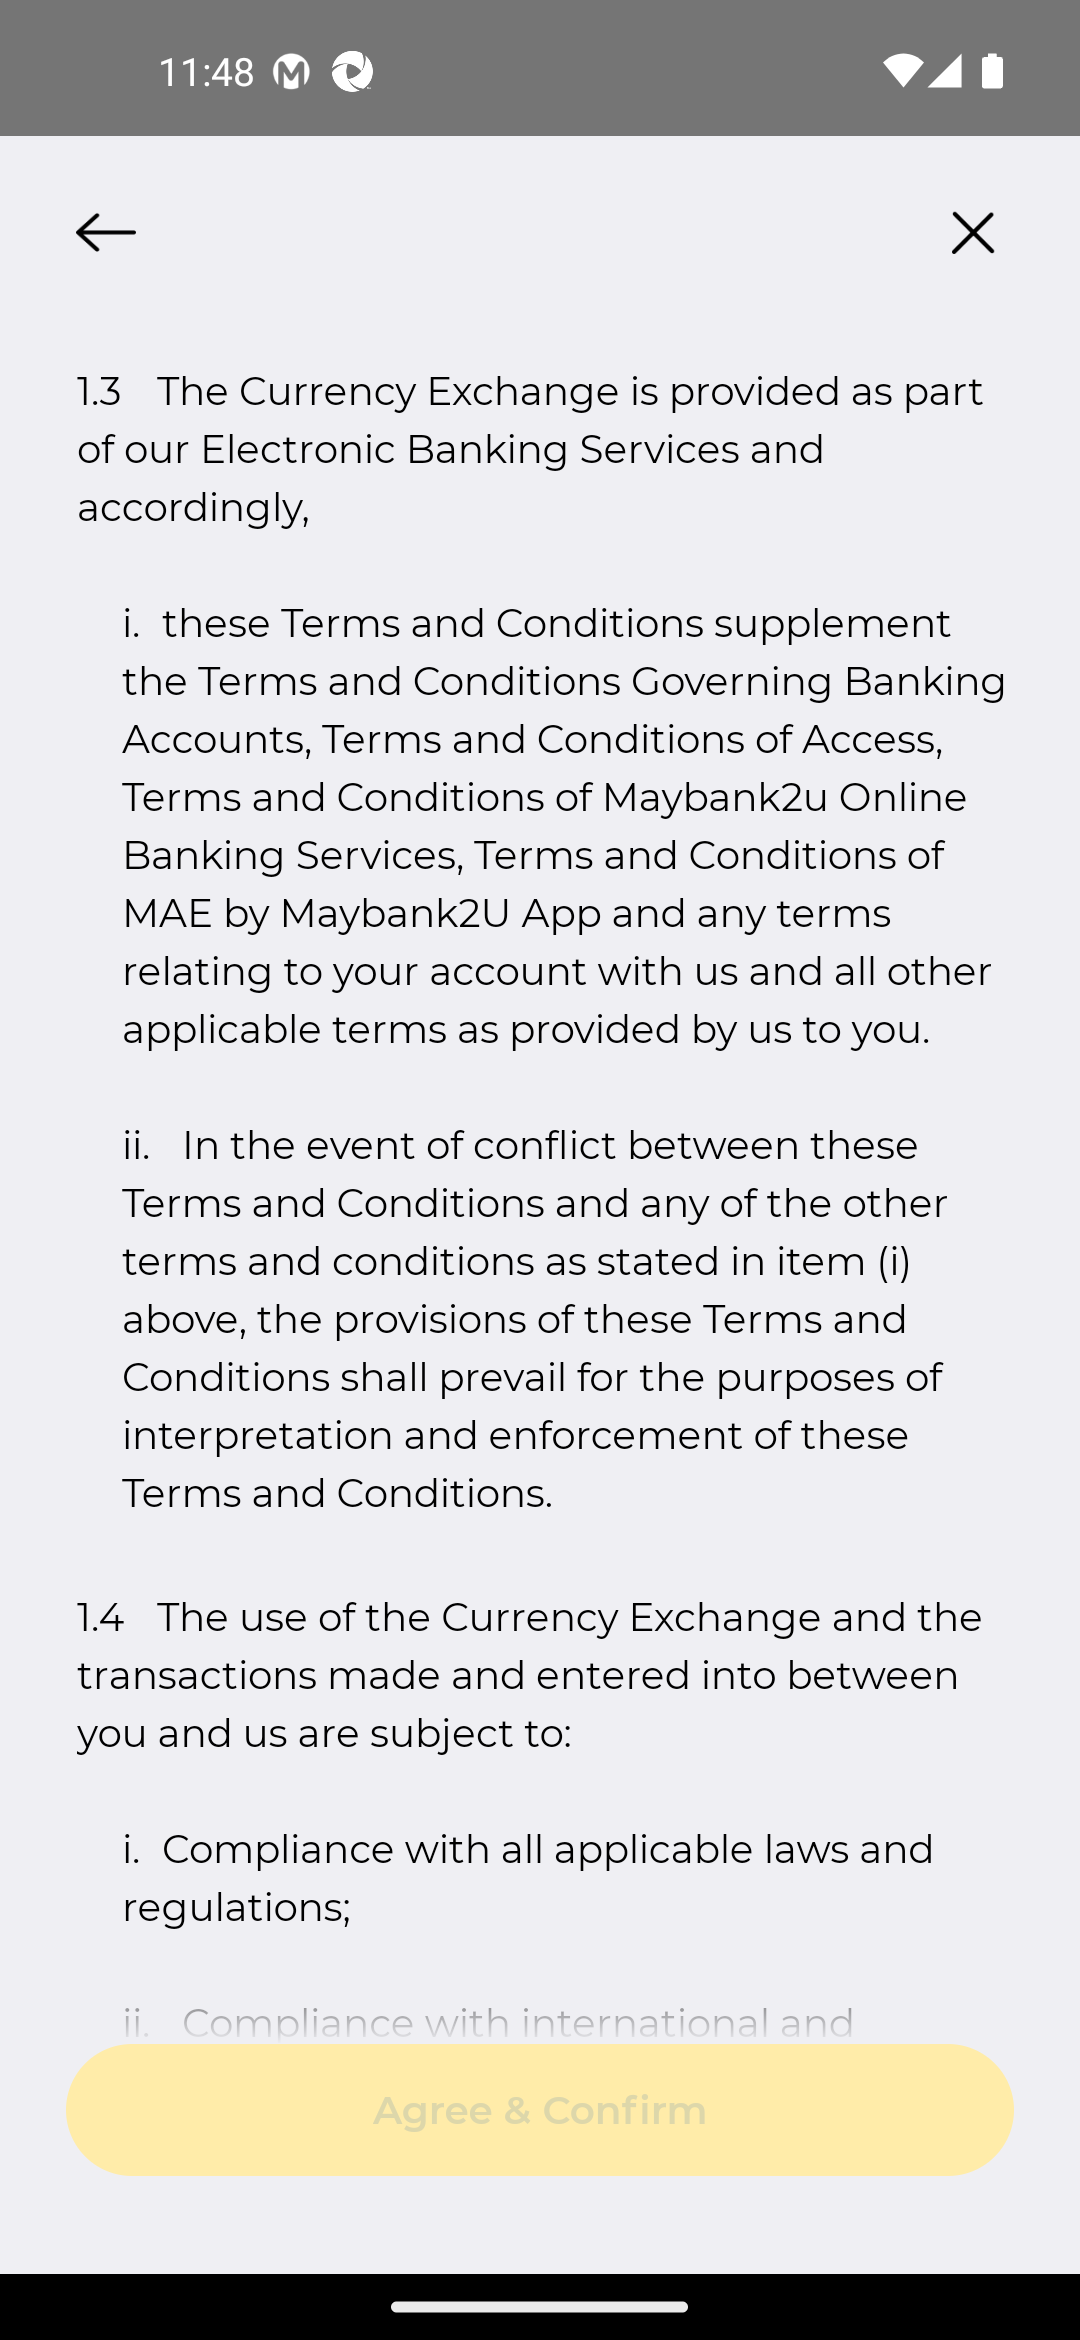 11:48
1.3 The Currency Exchange is provided as part
of our Electronic Banking Services and
accordingly,
i. these Terms and Conditions supplement
the Terms and Conditions Governing Banking
Accounts, Terms and Conditions of Access,
Terms and Conditions of Maybank2u Online
Banking Services, Terms and Conditions of
MAE by Maybank2U App and any terms
relating to your account with us and all other
applicable terms as provided by us to you.
ii. In the event of conflict between these
Terms and Conditions and any of the other
terms and conditions as stated in item (i)
above, the provisions of these Terms and
Conditions shall prevail for the purposes of
interpretation and enforcement of these
Terms and Conditions.
1.4 The use of the Currency Exchange and the
transactions made and entered into between
you and us are subject to:
i. Compliance with all applicable laws and
regulations;
ii. Compliance with international and
Agree & Confirm